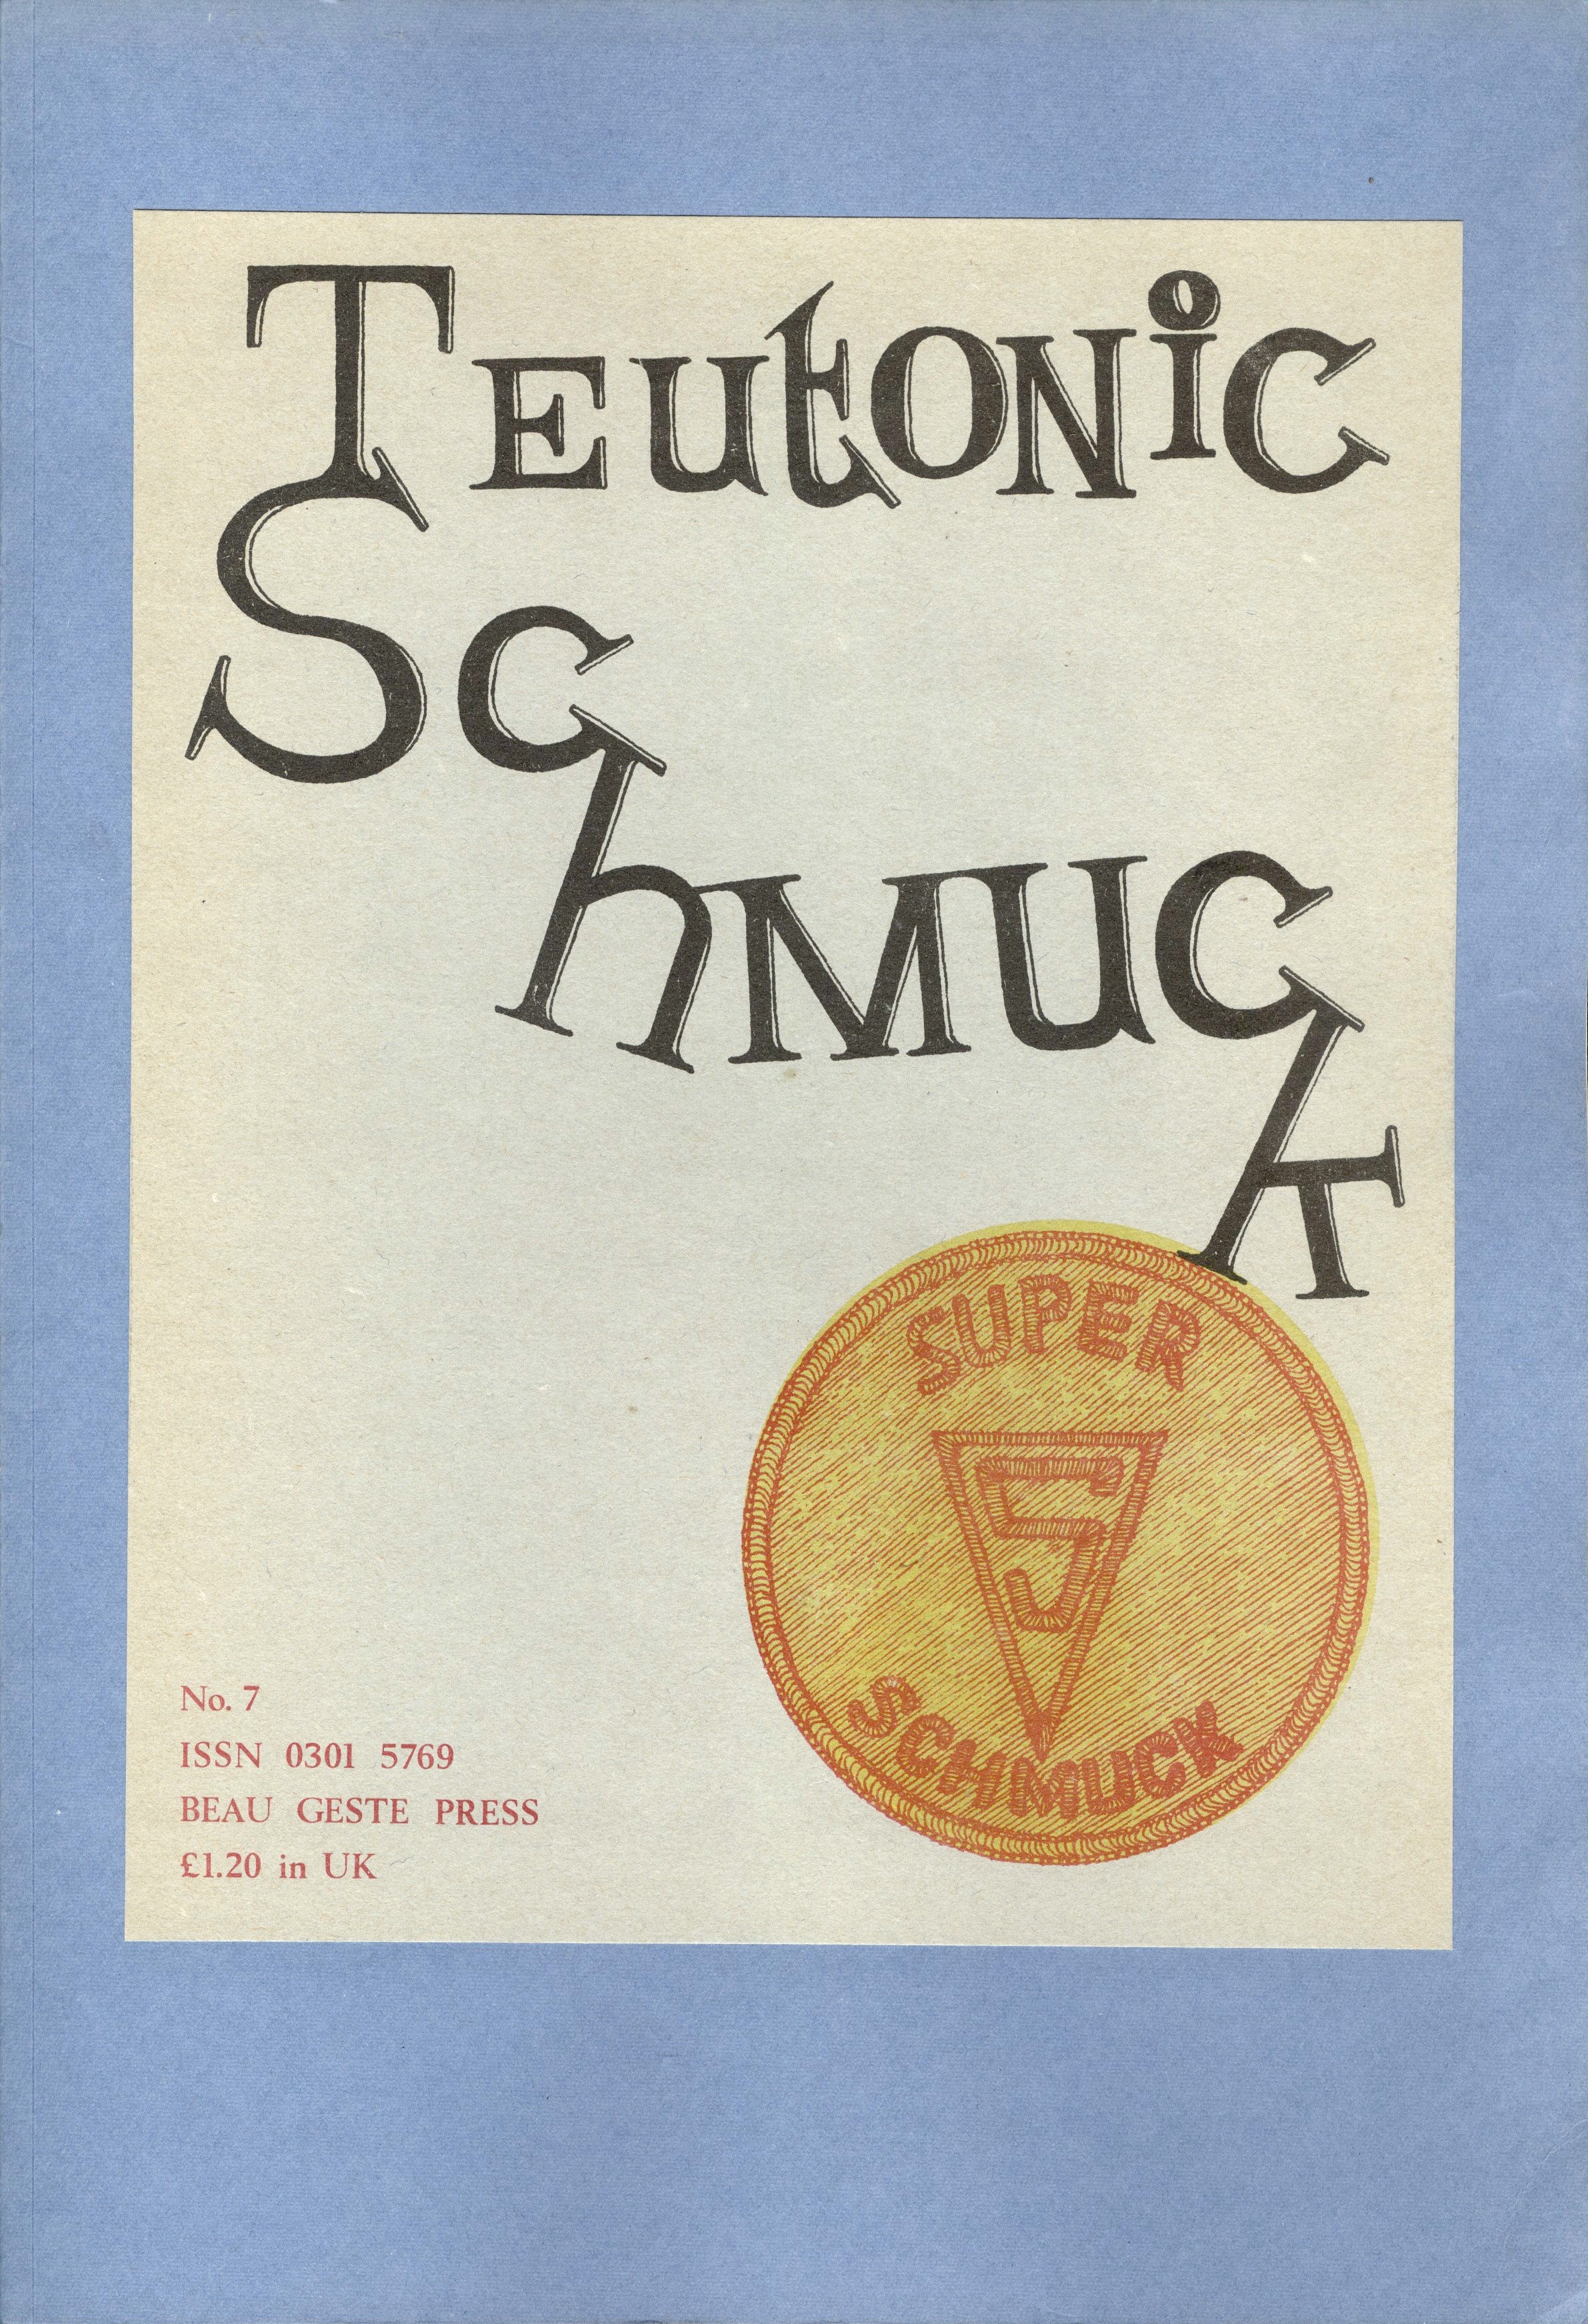 Teutonic
Schmuck
SUPER
S
SCHMUCK
No. 7
ISSN 0301 5769
BEAU GESTE PRESS
£1.20 in UK